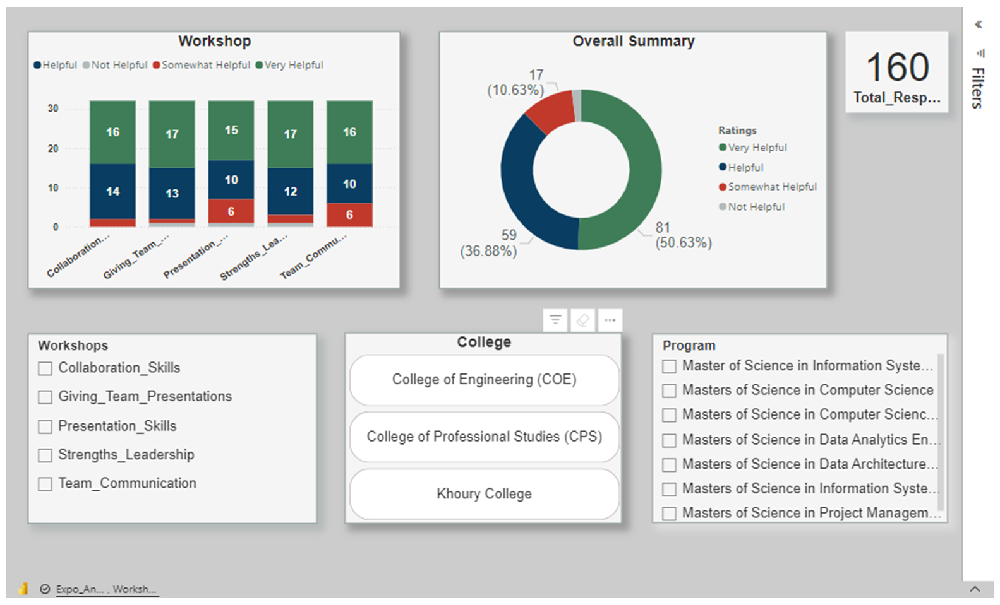 Workshop
Helpful Not Helpful Somewhat Helpful Very Helpful
30
20
10
0
16 17 15 17 16
14 13 10 12 10
6 6
Collaboration...
Giving_Team_...
Presentation_...
Strengths_Lea...
Team_Commu...
Overall Summary
17
(10.63%)
59
(36.88%)
81
(50.63%)
Ratings
Very Helpful
Helpful
Somewhat Helpful
Not Helpful
160
Total_Resp...
Filters
Workshops
Collaboration_Skills
Giving_Team_Presentations
Presentation_Skills
Strengths_Leadership
Team_Communication
College
College of Engineering (COE)
College of Professional Studies (CPS)
Khoury College
Program
Master of Science in Information Syste...
Masters of Science in Computer Science
Masters of Science in Computer Scienc...
Masters of Science in Data Analytics En...
Masters of Science in Data Architecture...
Masters of Science in Information Syste...
Masters of Science in Project Managem...
Expo_An... , Worksh...